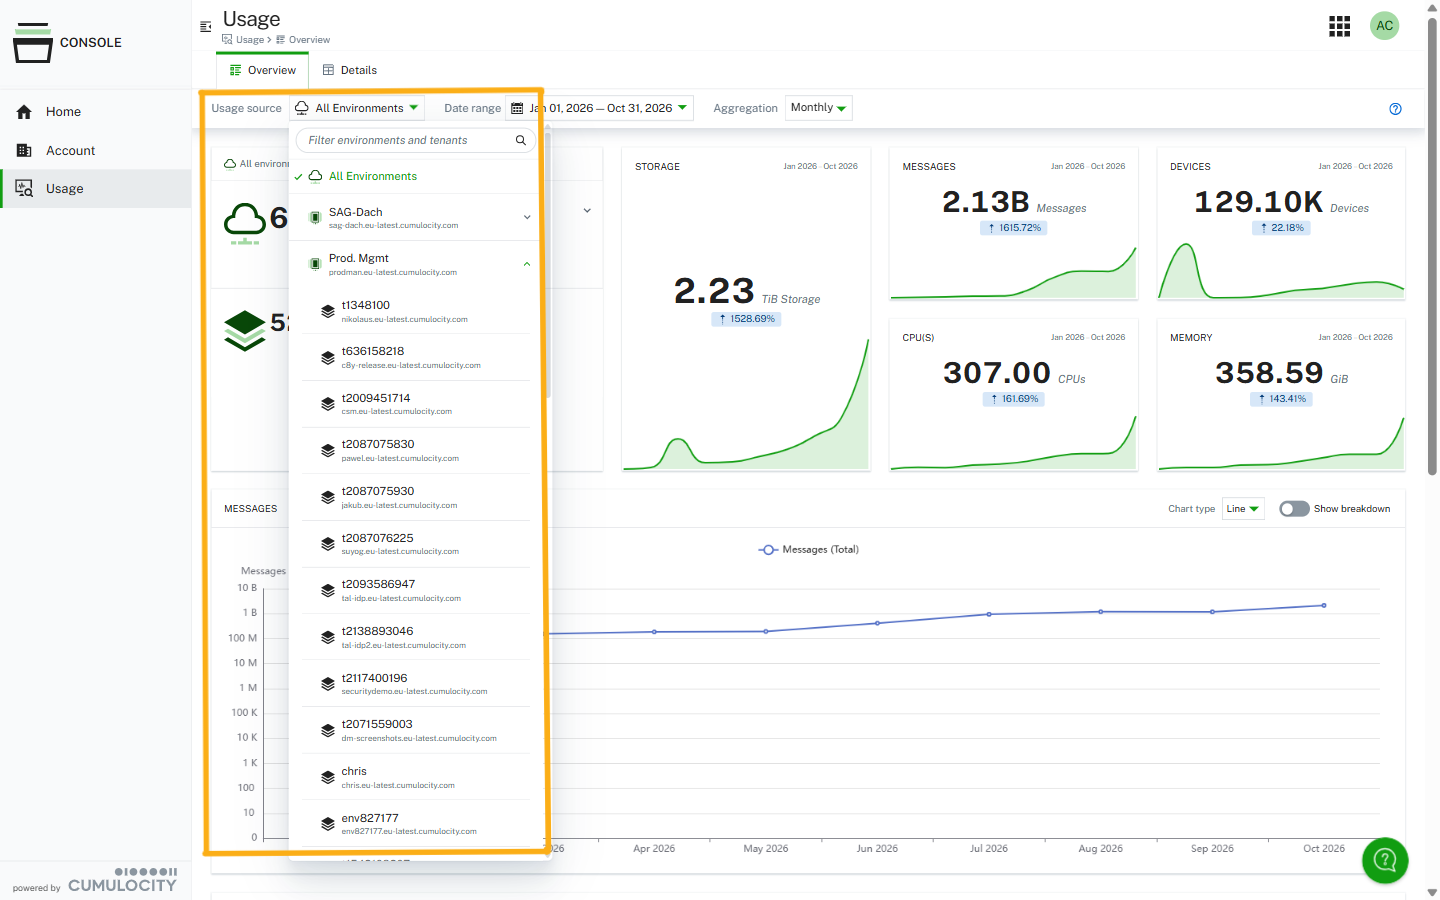 CONSOLE
Home
Account
Usage
powered by
CUMULOCITY
Usage
Usage > Overview
AC
Overview
Details
Usage source
All Environments
Date range
Jan 01, 2026 — Oct 31, 2026
Aggregation
Monthly
Filter environments and tenants
All Environments
SAG-Dach
sag-dach.eu-latest.cumulocity.com
Prod. Mgmt
prodman.eu-latest.cumulocity.com
t1348100
nikolaus.eu-latest.cumulocity.com
t636158218
c8y-release.eu-latest.cumulocity.com
t2009451714
csm.eu-latest.cumulocity.com
t2087075830
pawel.eu-latest.cumulocity.com
t2087075930
jakub.eu-latest.cumulocity.com
t2087076225
suyog.eu-latest.cumulocity.com
t2093586947
tal-idp.eu-latest.cumulocity.com
t2138893046
tal-idp2.eu-latest.cumulocity.com
t2117400196
securitydemo.eu-latest.cumulocity.com
t2071559003
dm-screenshots.eu-latest.cumulocity.com
chris
chris.eu-latest.cumulocity.com
env827177
env827177.eu-latest.cumulocity.com
All environ
6
5
STORAGE
Jan 2026 - Oct 2026
2.23 TiB Storage
↑ 1528.69%
MESSAGES
Jan 2026 - Oct 2026
2.13B Messages
↑ 1615.72%
DEVICES
Jan 2026 - Oct 2026
129.10K Devices
↑ 22.18%
CPU(S)
Jan 2026 - Oct 2026
307.00 CPUs
↑ 161.69%
MEMORY
Jan 2026 - Oct 2026
358.59 GiB
↑ 143.41%
MESSAGES
Chart type
Line
Show breakdown
Messages (Total)
Messages
10 B
1 B
100 M
10 M
1 M
100 K
10 K
1 K
100
10
0
26
Apr 2026
May 2026
Jun 2026
Jul 2026
Aug 2026
Sep 2026
Oct 2026